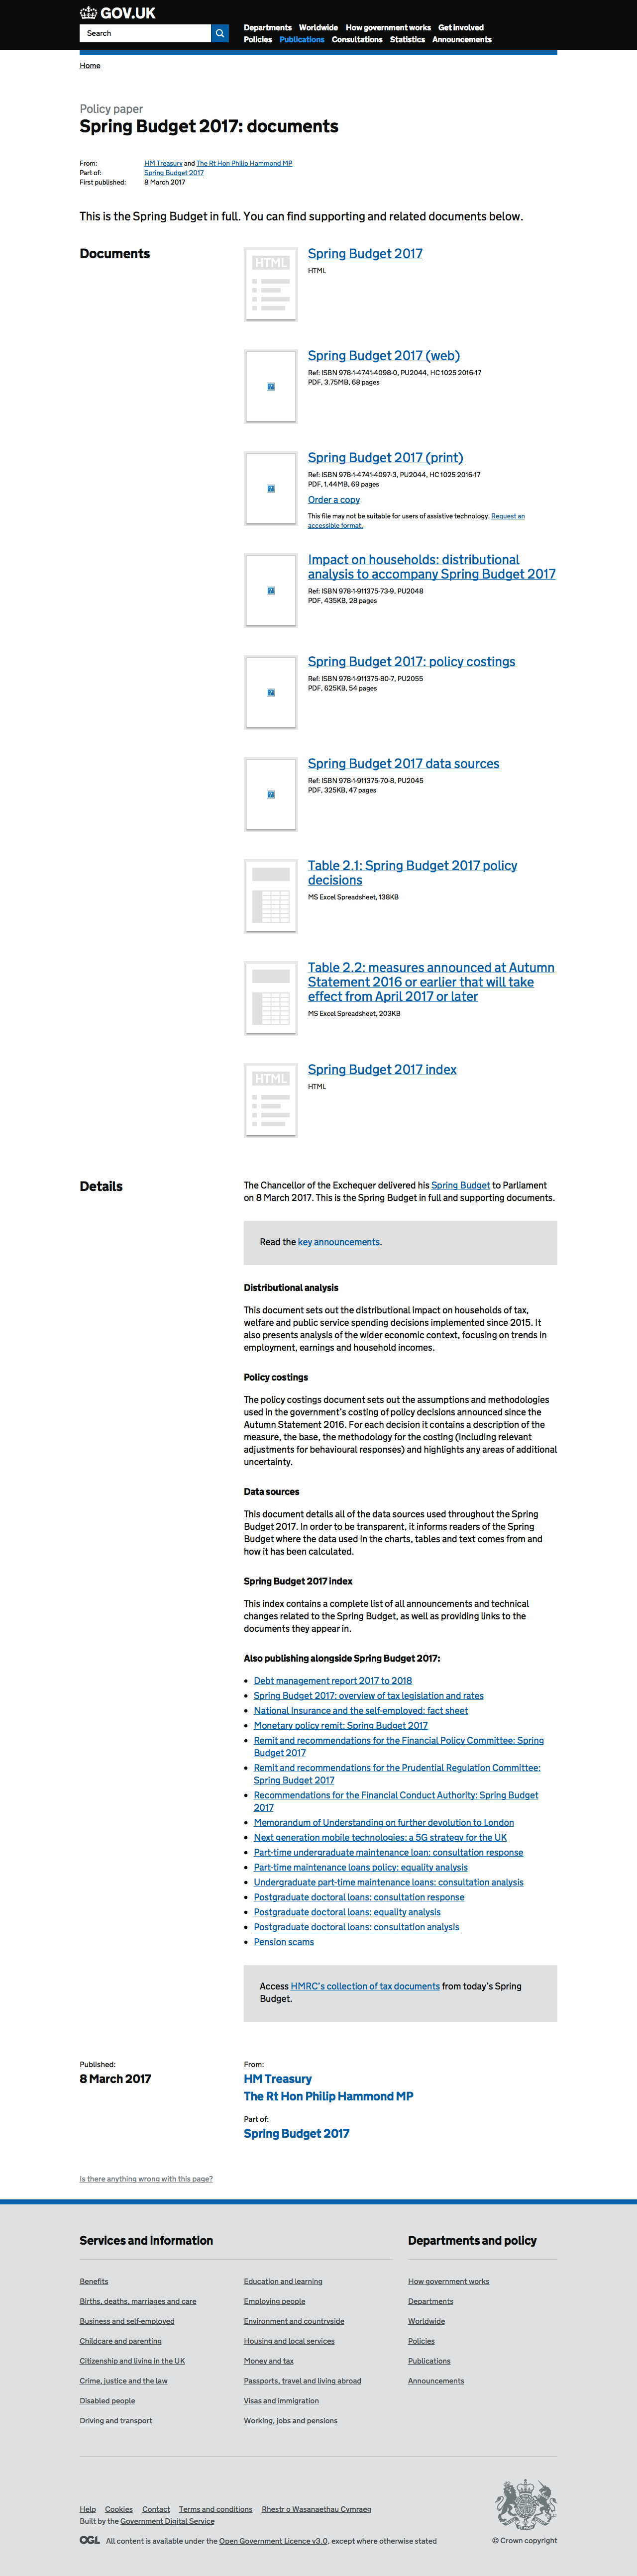 GOV.UK
Search
Departments Worldwide How government works Get involved
Policies Publications Consultations Statistics Announcements
Home
Policy paper
Spring Budget 2017: documents
From: HM Treasury and The Rt Hon Philip Hammond MP
Part of: Spring Budget 2017
First published: 8 March 2017
This is the Spring Budget in full. You can find supporting and related documents below.
Documents
HTML
Spring Budget 2017
HTML
Spring Budget 2017 (web)
Ref: ISBN 978-1-4741-4098-0, PU2044, HC 1025 2016-17
PDF, 3.75MB, 68 pages
Spring Budget 2017 (print)
Ref: ISBN 978-1-4741-4097-3, PU2044, HC 1025 2016-17
PDF, 1.44MB, 69 pages
Order a copy
This file may not be suitable for users of assistive technology. Request an
accessible format.
Impact on households: distributional
analysis to accompany Spring Budget 2017
Ref: ISBN 978-1-911375-73-9, PU2048
PDF, 435KB, 28 pages
Spring Budget 2017: policy costings
Ref: ISBN 978-1-911375-80-7, PU2055
PDF, 625KB, 54 pages
Spring Budget 2017 data sources
Ref: ISBN 978-1-911375-70-8, PU2045
PDF, 325KB, 47 pages
Table 2.1: Spring Budget 2017 policy
decisions
MS Excel Spreadsheet, 138KB
Table 2.2: measures announced at Autumn
Statement 2016 or earlier that will take
effect from April 2017 or later
MS Excel Spreadsheet, 203KB
HTML
Spring Budget 2017 index
HTML
Details
The Chancellor of the Exchequer delivered his Spring Budget to Parliament
on 8 March 2017. This is the Spring Budget in full and supporting documents.
Read the key announcements.
Distributional analysis
This document sets out the distributional impact on households of tax,
welfare and public service spending decisions implemented since 2015. It
also presents analysis of the wider economic context, focusing on trends in
employment, earnings and household incomes.
Policy costings
The policy costings document sets out the assumptions and methodologies
used in the government's costing of policy decisions announced since the
Autumn Statement 2016. For each decision it contains a description of the
measure, the base, the methodology for the costing (including relevant
adjustments for behavioural responses) and highlights any areas of additional
uncertainty.
Data sources
This document details all of the data sources used throughout the Spring
Budget 2017. In order to be transparent, it informs readers of the Spring
Budget where the data used in the charts, tables and text comes from and
how it has been calculated.
Spring Budget 2017 index
This index contains a complete list of all announcements and technical
changes related to the Spring Budget, as well as providing links to the
documents they appear in.
Also publishing alongside Spring Budget 2017:
Debt management report 2017 to 2018
Spring Budget 2017: overview of tax legislation and rates
National Insurance and the self-employed: fact sheet
Monetary policy remit: Spring Budget 2017
Remit and recommendations for the Financial Policy Committee: Spring
Budget 2017
Remit and recommendations for the Prudential Regulation Committee:
Spring Budget 2017
Recommendations for the Financial Conduct Authority: Spring Budget
2017
Memorandum of Understanding on further devolution to London
Next generation mobile technologies: a 5G strategy for the UK
Part-time undergraduate maintenance loan: consultation response
Part-time maintenance loans policy: equality analysis
Undergraduate part-time maintenance loans: consultation analysis
Postgraduate doctoral loans: consultation response
Postgraduate doctoral loans: equality analysis
Postgraduate doctoral loans: consultation analysis
Pension scams
Access HMRC's collection of tax documents from today's Spring
Budget.
Published:
8 March 2017
From:
HM Treasury
The Rt Hon Philip Hammond MP
Part of:
Spring Budget 2017
Is there anything wrong with this page?
Services and information
Departments and policy
Benefits
Births, deaths, marriages and care
Business and self-employed
Childcare and parenting
Citizenship and living in the UK
Crime, justice and the law
Disabled people
Driving and transport
Education and learning
Employing people
Environment and countryside
Housing and local services
Money and tax
Passports, travel and living abroad
Visas and immigration
Working, jobs and pensions
How government works
Departments
Worldwide
Policies
Publications
Announcements
Help Cookies Contact Terms and conditions Rhestr o Wasanaethau Cymraeg
Built by the Government Digital Service
OGL All content is available under the Open Government Licence v3.0, except where otherwise stated
© Crown copyright